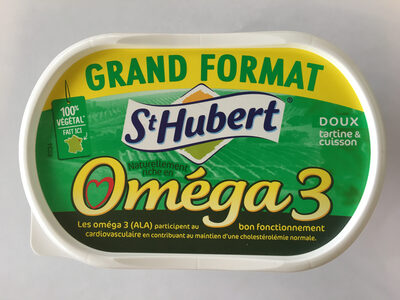 GRAND FORMAT
100%
VÉGÉTAL*
FAIT ICI
St Hubert®
DOUX
tartine &
cuisson
Naturellement
riche en
Oméga 3
Les oméga 3 (ALA) participent au bon fonctionnement
cardiovasculaire en contribuant au maintien d'une cholestérolémie normale.